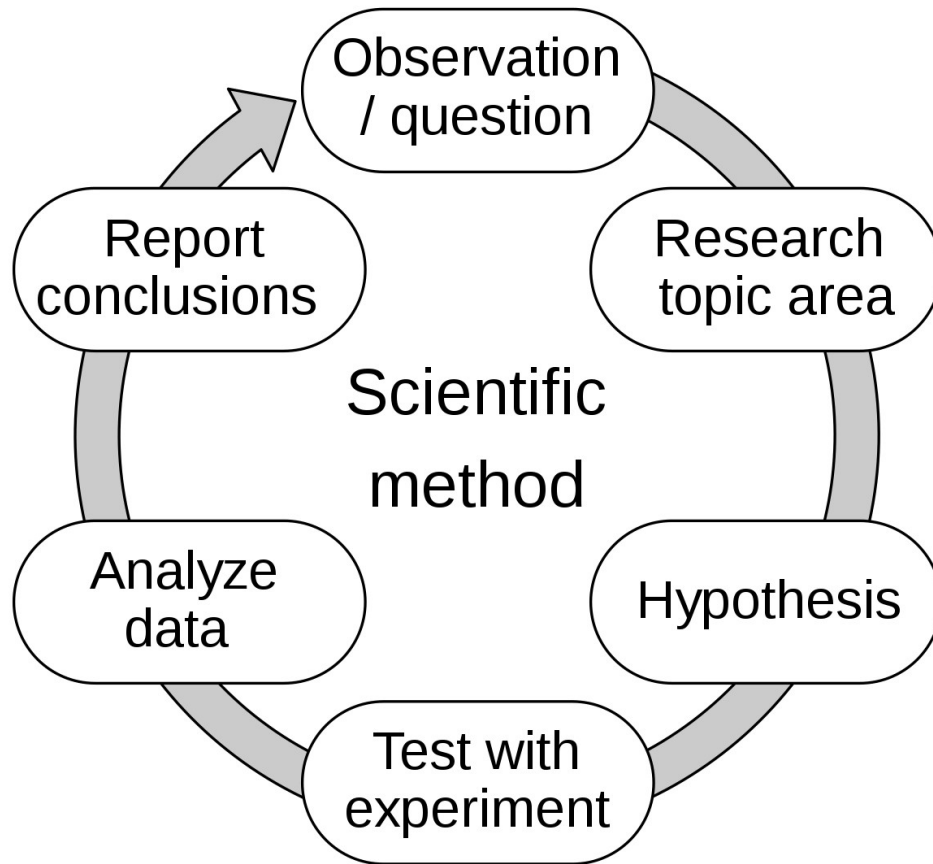 Observation
/ question
Research
topic area
Hypothesis
Test with
experiment
Analyze
data
Report
conclusions
Scientific
method